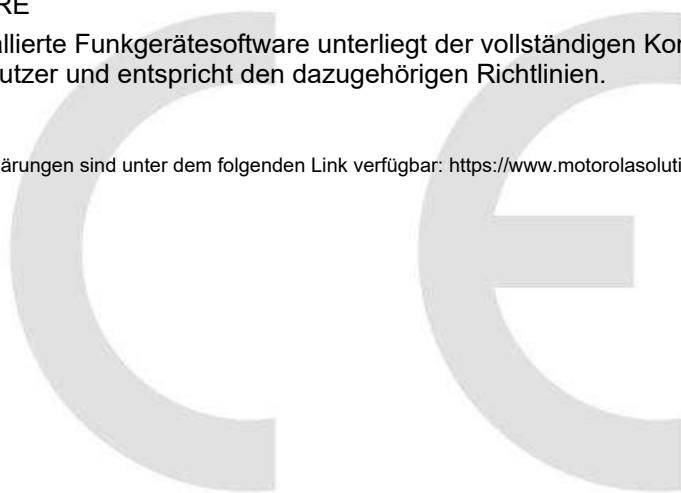 RE
allierte Funkgerätesoftware unterliegt der vollständigen Kon
utzer und entspricht den dazugehörigen Richtlinien.
ärungen sind unter dem folgenden Link verfügbar: https://www.motorolasoluti
CE